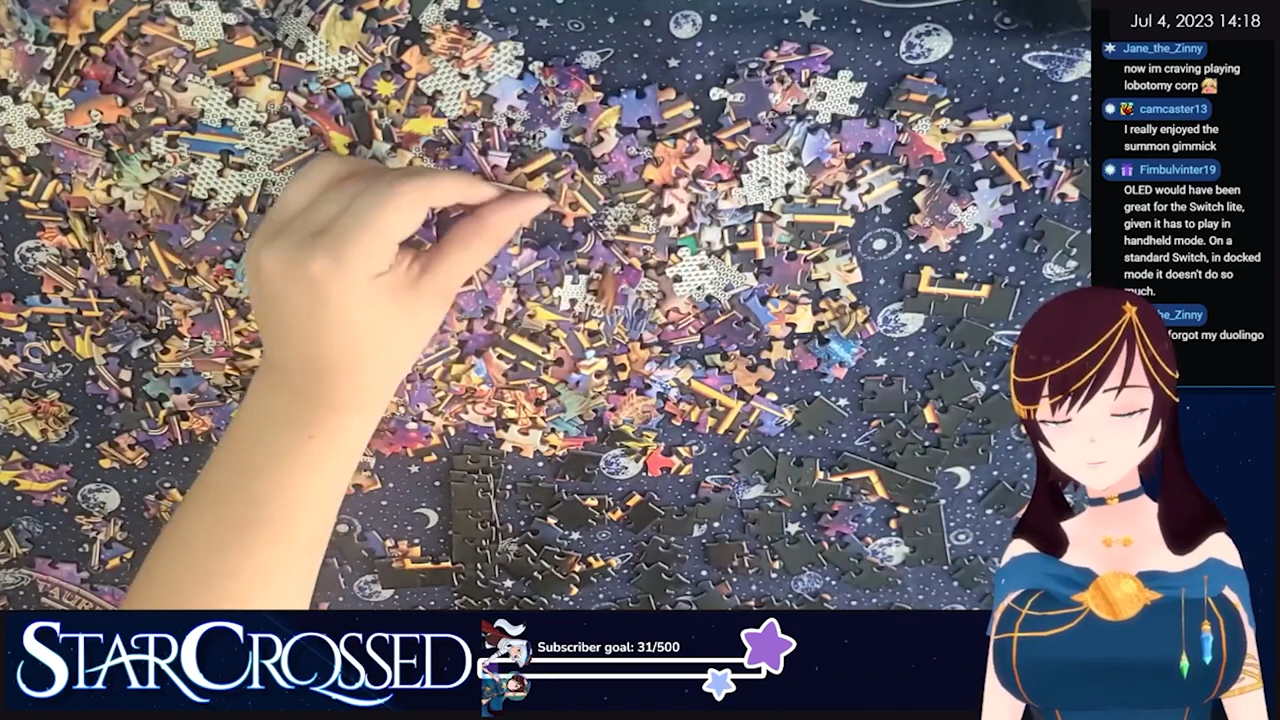 Jul 4, 2023 14:18
Jane_the_Zinny
now im craving playing
lobotomy corp
camcaster13
I really enjoyed the
summon gimmick
Fimbulvinter19
OLED would have been
great for the Switch lite,
given it has to play in
handheld mode. On a
standard Switch, in docked
mode it doesn't do so
much.
he_Zinny
forgot my duolingo
STARCROSSED
Subscriber goal: 31/500